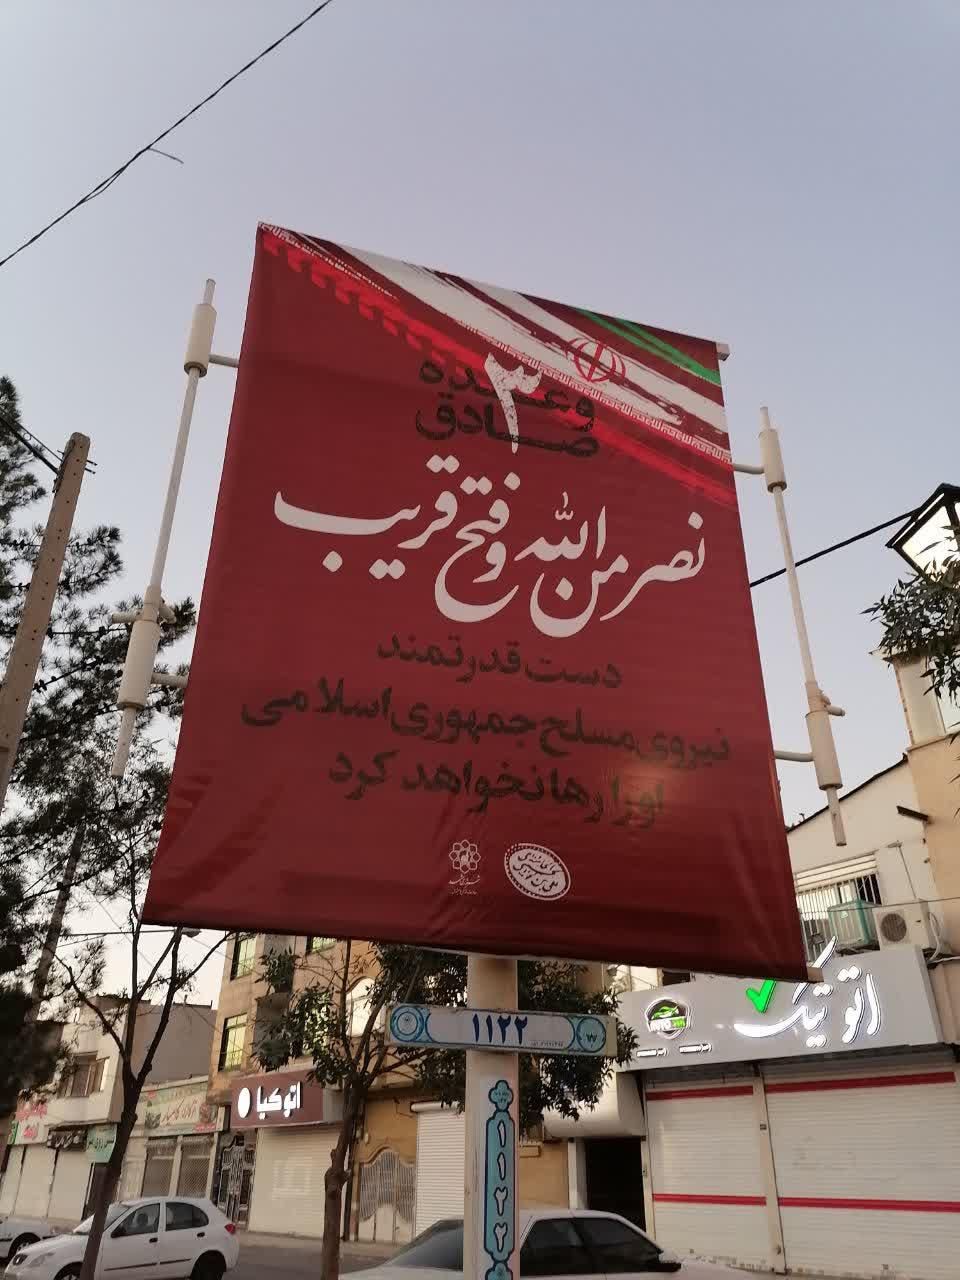 وعده
صادق
۳
نصر من الله و فتح قریب
دست قدرتمند
نیروی مسلح جمهوری اسلامی
او را رها نخواهد کرد
۱۱۲۲
۱۱۲۲
اتو تیک
اتو کیا